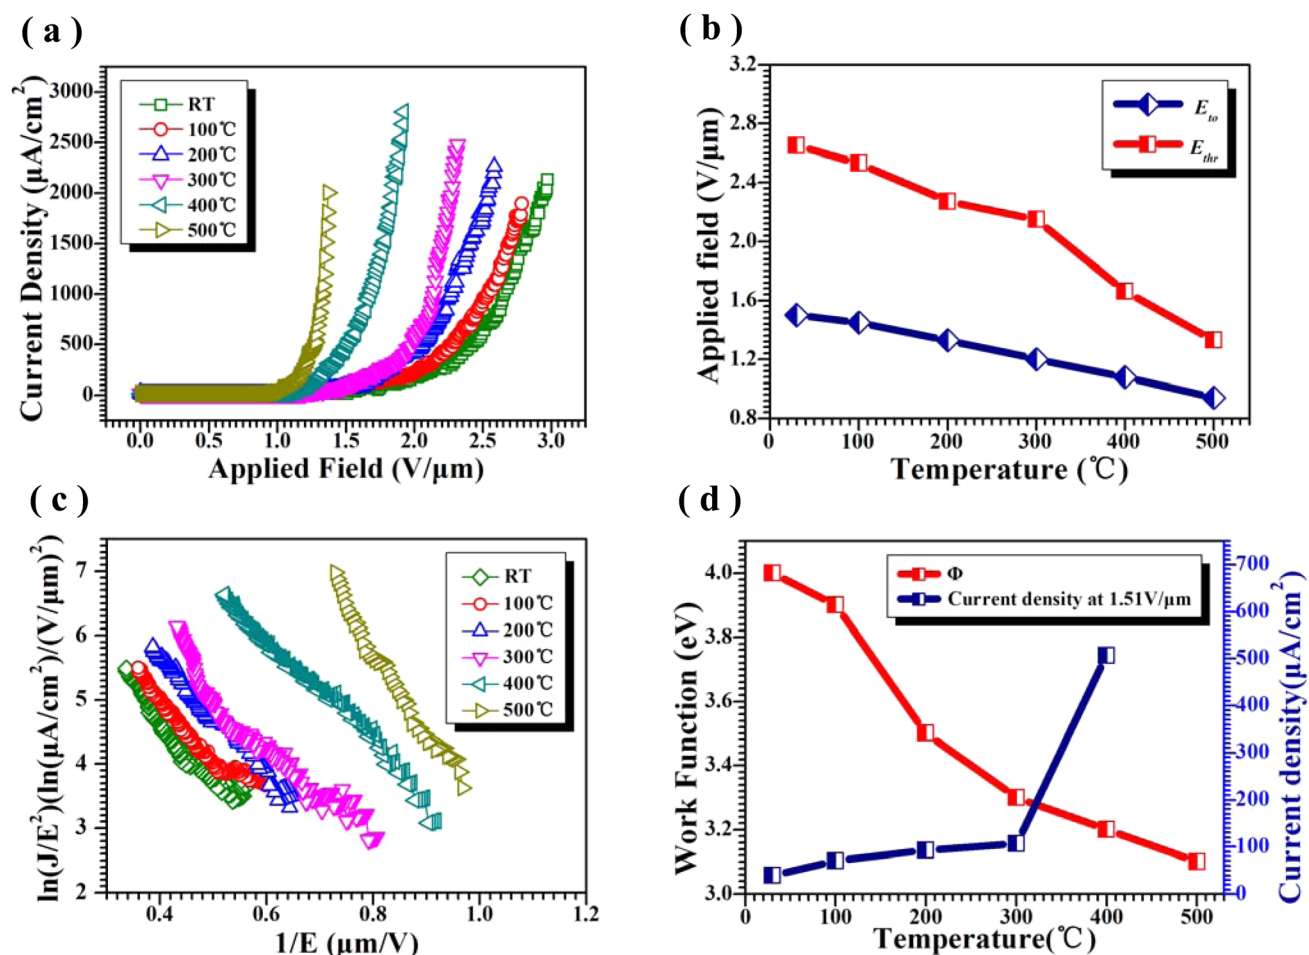 ( a )
3000
2500
2000
1500
1000
500
0
Current Density (μA/cm²)
RT
100℃
200℃
300℃
400℃
500℃
0.0 0.5 1.0 1.5 2.0 2.5 3.0
Applied Field (V/μm)
( b )
3.2
2.8
2.4
2.0
1.6
1.2
0.8
Applied field (V/μm)
E_to
E_thr
0 100 200 300 400 500
Temperature (℃)
( c )
7
6
5
4
3
2
ln(J/E²)(ln(μA/cm²)/(V/μm)²)
RT
100℃
200℃
300℃
400℃
500℃
0.4 0.6 0.8 1.0 1.2
1/E (μm/V)
( d )
4.0
3.8
3.6
3.4
3.2
3.0
Work Function (eV)
Φ
Current density at 1.51V/μm
700
600
500
400
300
200
100
0
Current density(μA/cm²)
0 100 200 300 400 500
Temperature(℃)